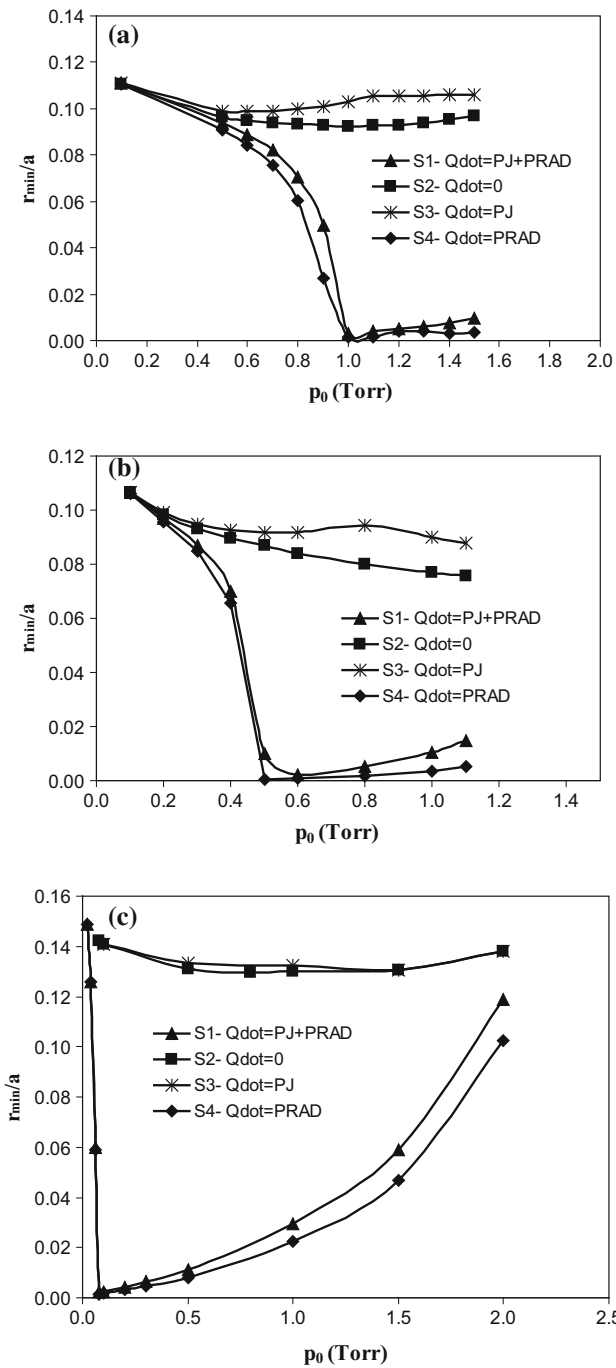 (a)
0.14
0.12
0.10
0.08
0.06
0.04
0.02
0.00
r_min/a
S1- Qdot=PJ+PRAD
S2- Qdot=0
S3- Qdot=PJ
S4- Qdot=PRAD
0.0 0.2 0.4 0.6 0.8 1.0 1.2 1.4 1.6 1.8 2.0
p₀ (Torr)
(b)
0.12
0.10
0.08
0.06
0.04
0.02
0.00
r_min/a
S1- Qdot=PJ+PRAD
S2- Qdot=0
S3- Qdot=PJ
S4- Qdot=PRAD
0.0 0.2 0.4 0.6 0.8 1.0 1.2 1.4
p₀ (Torr)
(c)
0.16
0.14
0.12
0.10
0.08
0.06
0.04
0.02
0.00
r_min/a
S1- Qdot=PJ+PRAD
S2- Qdot=0
S3- Qdot=PJ
S4- Qdot=PRAD
0.0 0.5 1.0 1.5 2.0 2.5
p₀ (Torr)